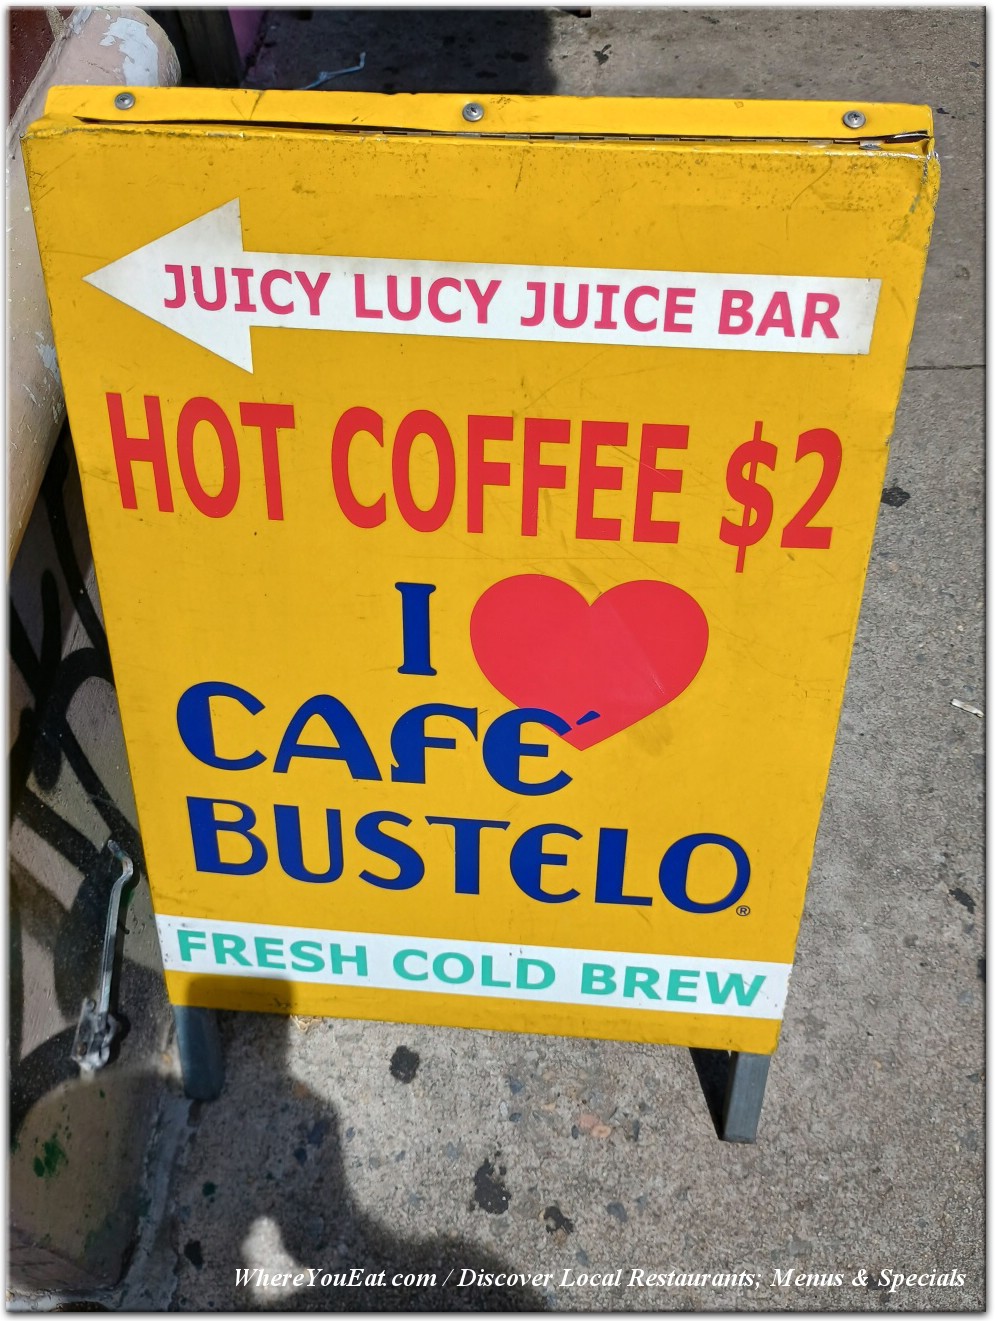 JUICY LUCY JUICE BAR
HOT COFFEE $2
I
CAFÉ
BUSTELO®
FRESH COLD BREW
WhereYouEat.com / Discover Local Restaurants; Menus & Specials